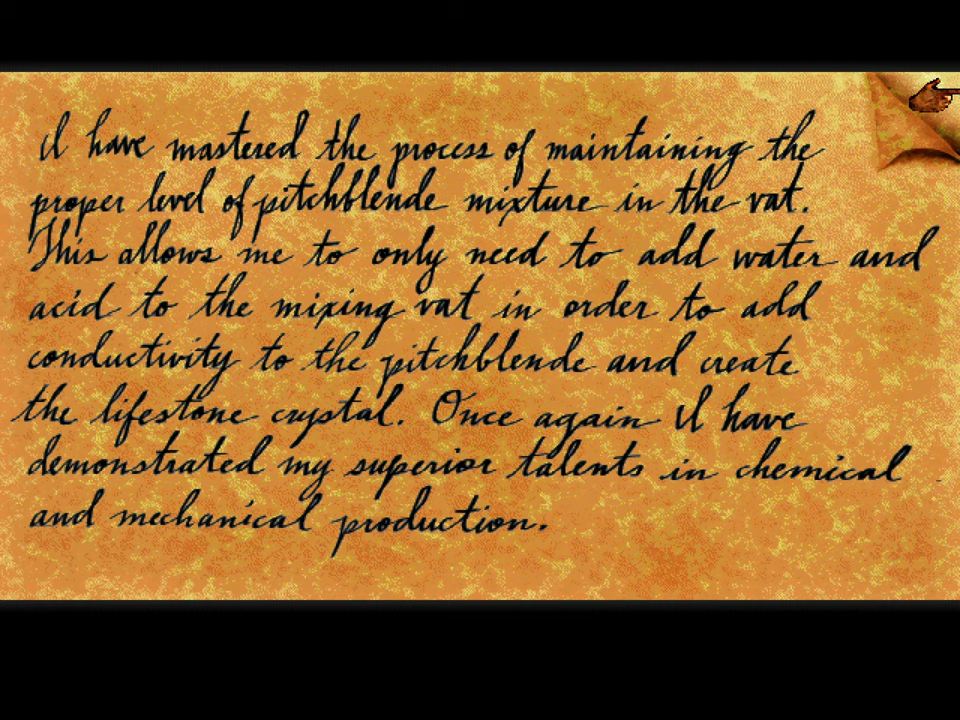 I have mastered the process of maintaining the
proper level of pitchblende mixture in the vat.
This allows me to only need to add water and
acid to the mixing vat in order to add
conductivity to the pitchblende and create
the lifestone crystal. Once again I have
demonstrated my superior talents in chemical
and mechanical production.